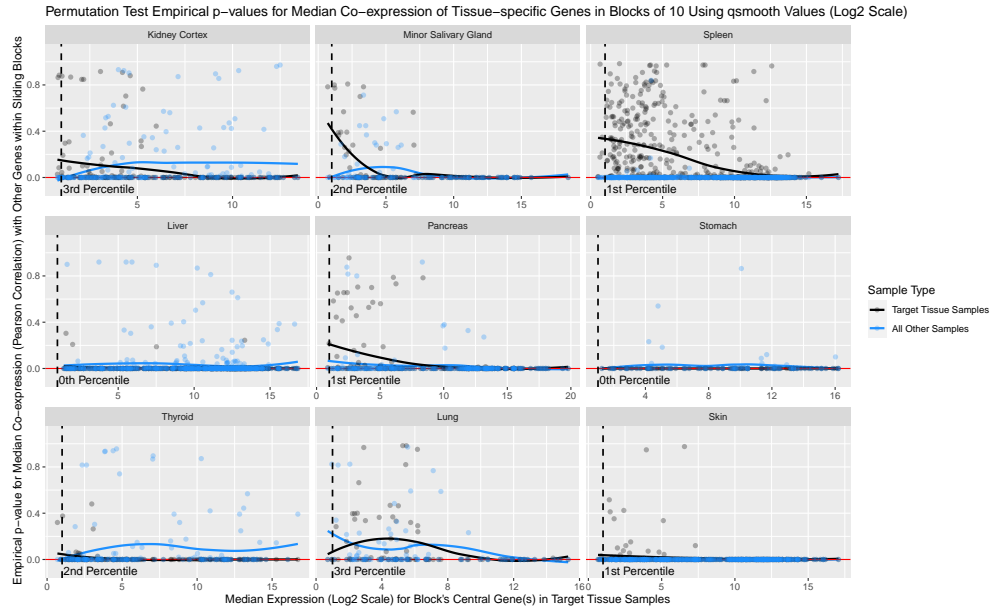 Permutation Test Empirical p−values for Median Co−expression of Tissue−specific Genes in Blocks of 10 Using qsmooth Values (Log2 Scale)
Empirical p−value for Median Co−expression (Pearson Correlation) with Other Genes within Sliding Blocks
Kidney Cortex
Minor Salivary Gland
Spleen
0.8
0.4
0.0
3rd Percentile
2nd Percentile
1st Percentile
5 10
0 5 10 15
0 5 10 15
Liver
Pancreas
Stomach
0.8
0.4
0.0
0th Percentile
1st Percentile
0th Percentile
5 10 15
0 5 10 15 20
4 8 12 16
Thyroid
Lung
Skin
0.8
0.4
0.0
2nd Percentile
3rd Percentile
1st Percentile
0 5 10 15
0 4 8 12 16
0 5 10 15
Median Expression (Log2 Scale) for Block's Central Gene(s) in Target Tissue Samples
Sample Type
Target Tissue Samples
All Other Samples